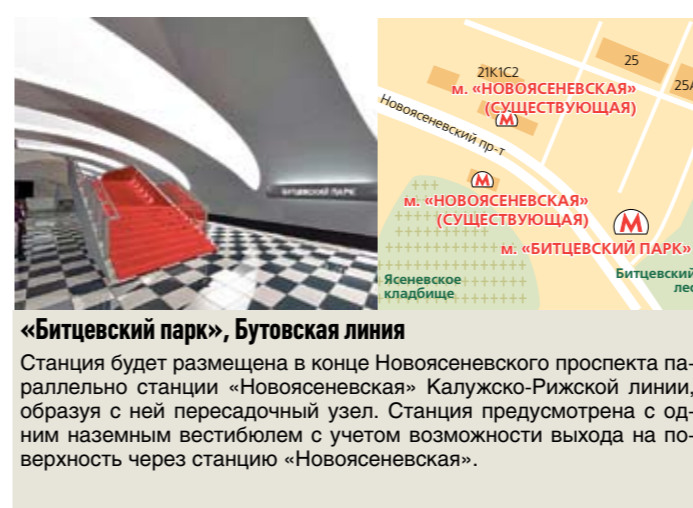 БИТЦЕВСКИЙ ПАРК
25
21К1С2
25А
м. «НОВОЯСЕНЕВСКАЯ»
(СУЩЕСТВУЮЩАЯ)
М
Новоясеневский пр-т
М
м. «НОВОЯСЕНЕВСКАЯ»
(СУЩЕСТВУЮЩАЯ)
М
м. «БИТЦЕВСКИЙ ПАРК»
Ясеневское
кладбище
Битцевский
лес
«Битцевский парк», Бутовская линия
Станция будет размещена в конце Новоясеневского проспекта па-
раллельно станции «Новоясеневская» Калужско-Рижской линии,
образуя с ней пересадочный узел. Станция предусмотрена с од-
ним наземным вестибюлем с учетом возможности выхода на по-
верхность через станцию «Новоясеневская».